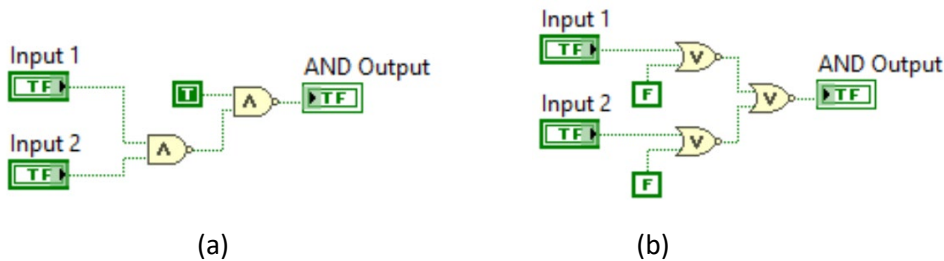 Input 1
TF
Input 2
TF
T
∧
∧
AND Output
TF
(a)
Input 1
TF
F
Input 2
TF
F
V
V
V
AND Output
TF
(b)